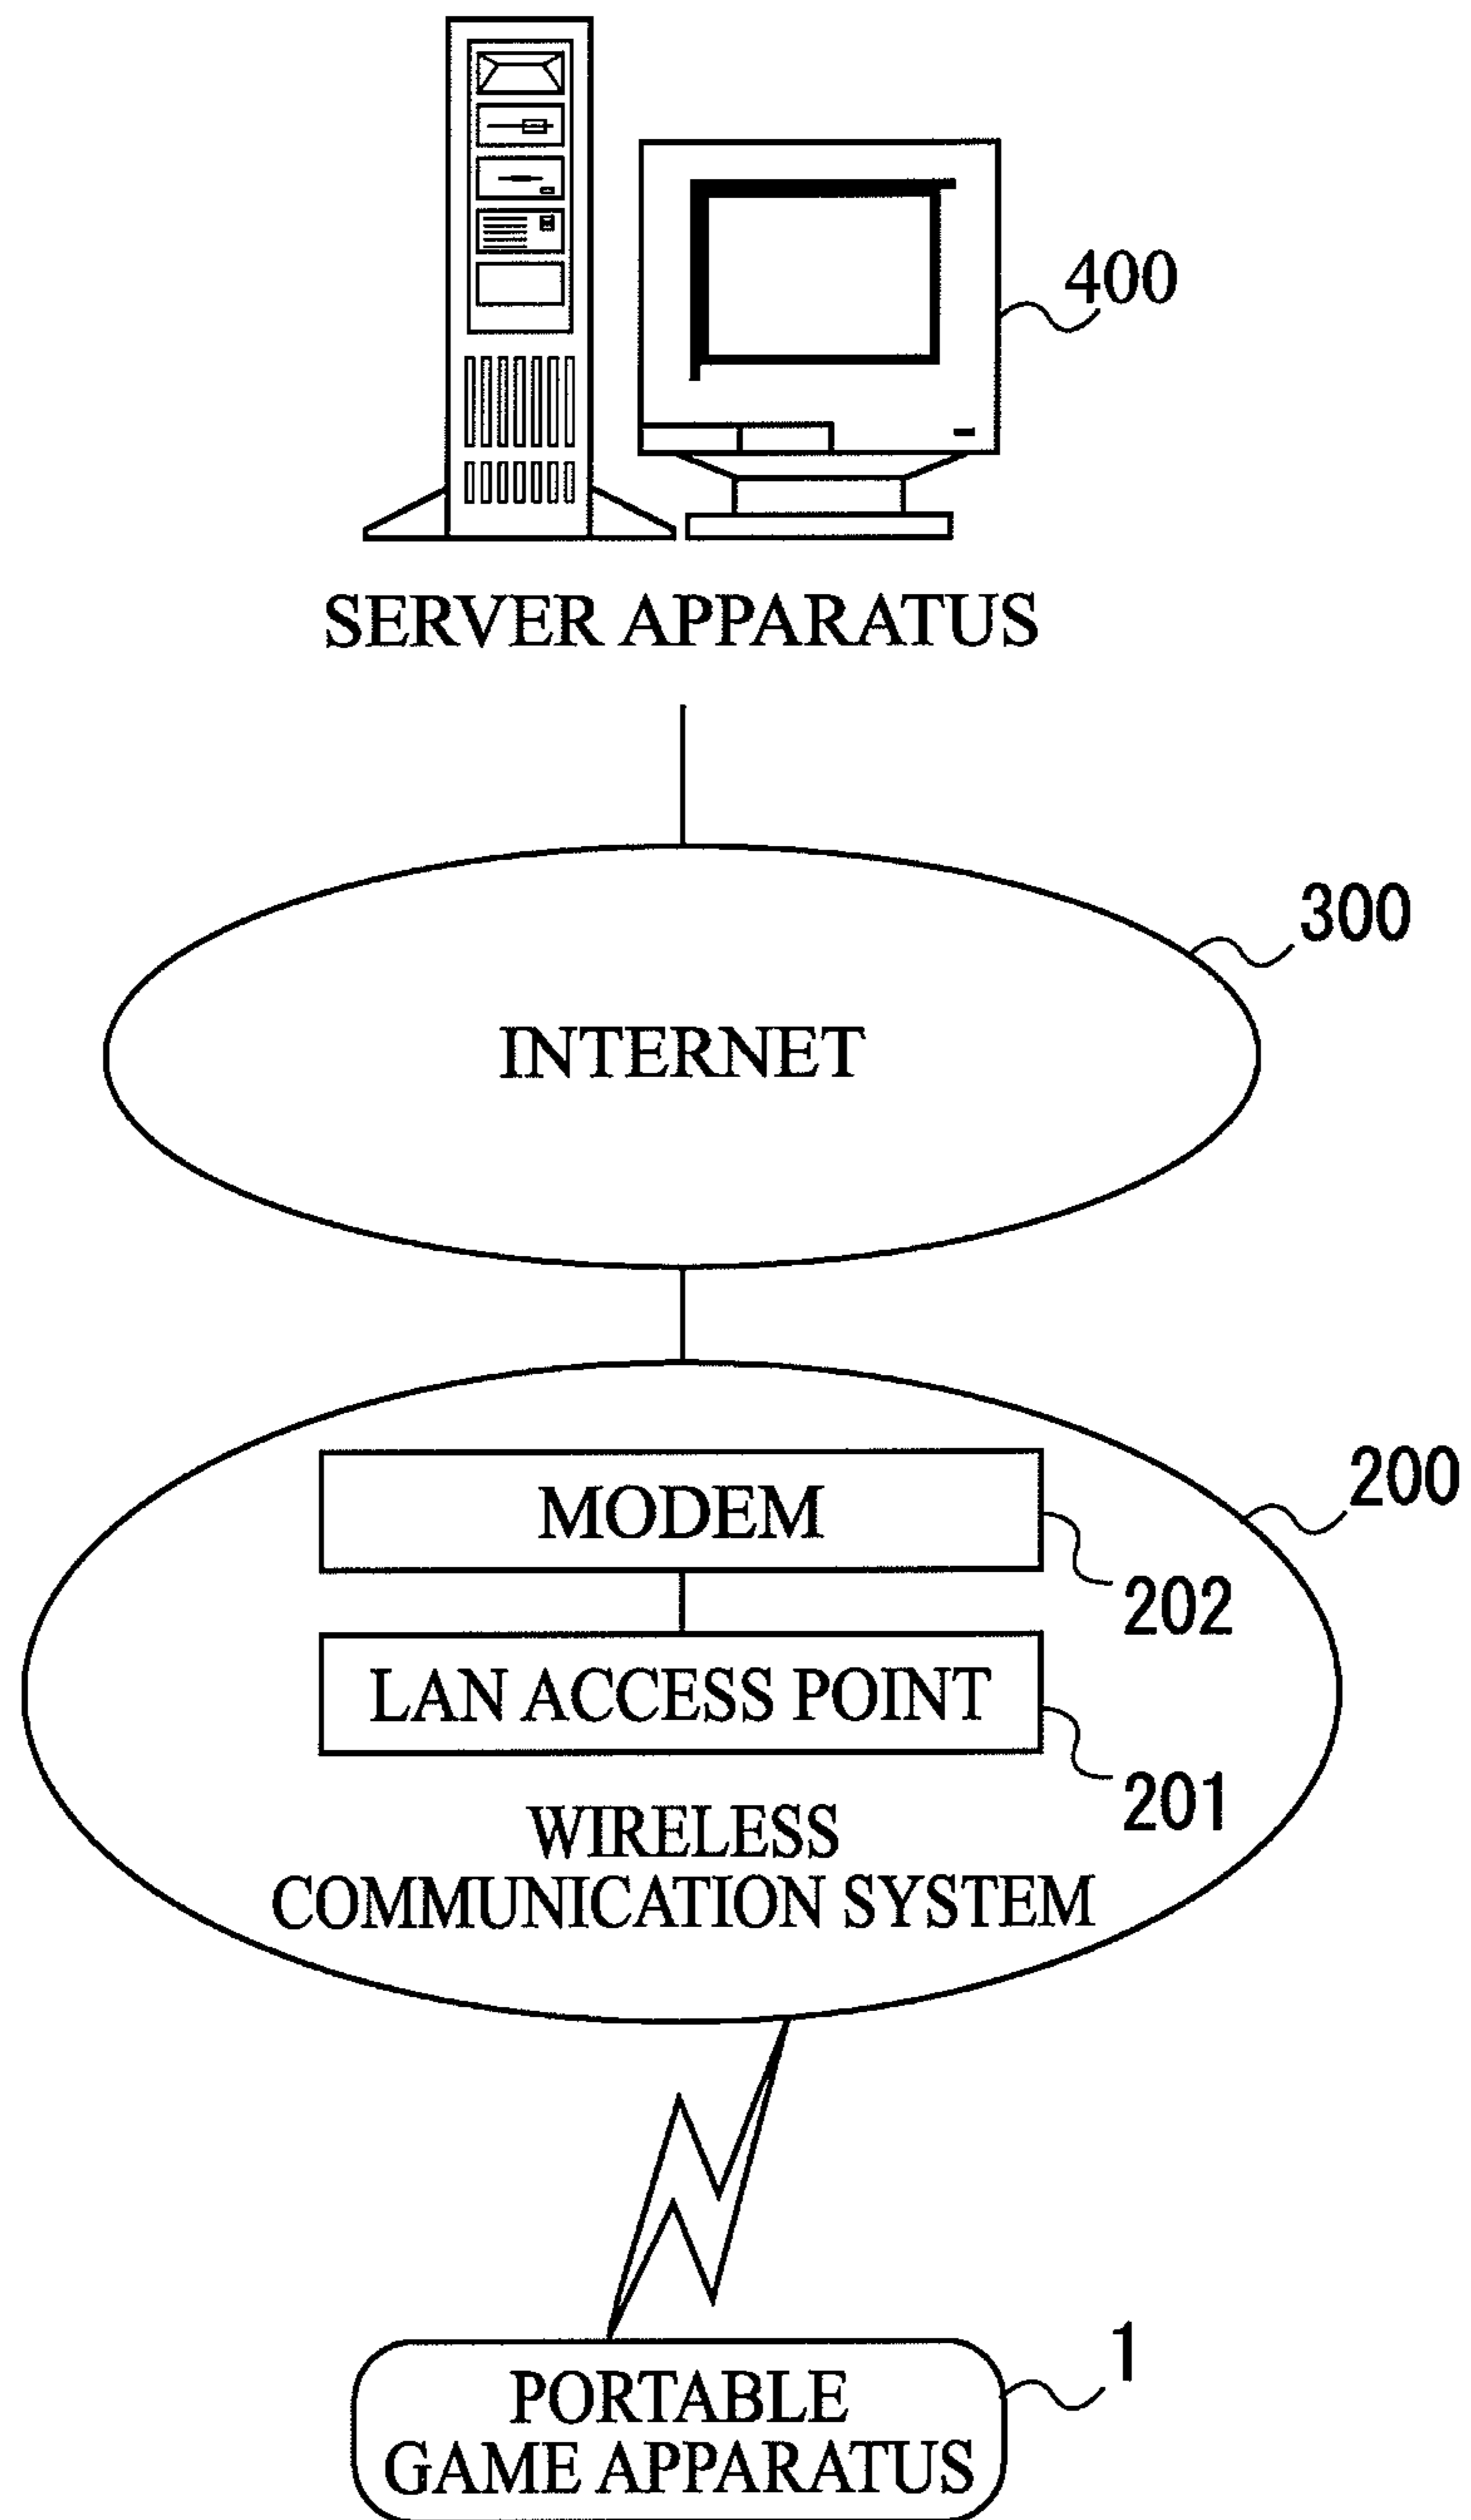 400
SERVER APPARATUS
300
INTERNET
200
MODEM
202
LAN ACCESS POINT
201
WIRELESS
COMMUNICATION SYSTEM
1
PORTABLE
GAME APPARATUS